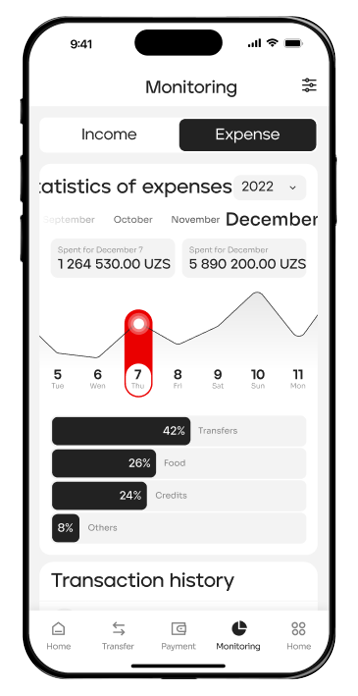 9:41
Monitoring
Income Expense
tatistics of expenses 2022
September October November December
Spent for December 7 Spent for December
1 264 530.00 UZS 5 890 200.00 UZS
5 6 7 8 9 10 11
Tue Wen Thu Fri Sat Sun Mon
42% Transfers
26% Food
24% Credits
8% Others
Transaction history
Home Transfer Payment Monitoring Home